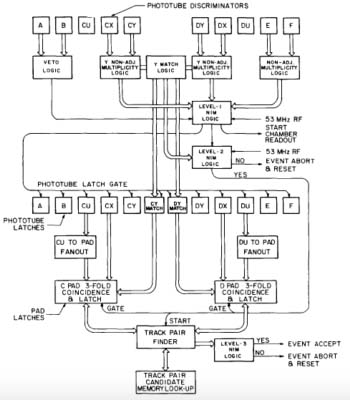 PHOTOTUBE DISCRIMINATORS
A B CU CX CY DY DX DU E F
VETO LOGIC
Y NON-ADJ MULTIPLICITY LOGIC
Y MATCH LOGIC
Y NON-ADJ MULTIPLICITY LOGIC
NON-ADJ MULTIPLICITY LOGIC
LEVEL-1 NIM LOGIC
53 MHz RF
START CHAMBER READOUT
LEVEL-2 NIM LOGIC
53 MHz RF
NO EVENT ABORT & RESET
YES
PHOTOTUBE LATCH GATE
A B CU CX CY CY MATCH DY MATCH DY DX DU E F
PHOTOTUBE LATCHES
CU TO PAD FANOUT
DU TO PAD FANOUT
C PAD 3-FOLD COINCIDENCE & LATCH
D PAD 3-FOLD COINCIDENCE & LATCH
PAD LATCHES
GATE
GATE
START
TRACK PAIR FINDER
LEVEL-3 NIM LOGIC
YES EVENT ACCEPT
NO EVENT ABORT & RESET
TRACK PAIR CANDIDATE MEMORY LOOK-UP